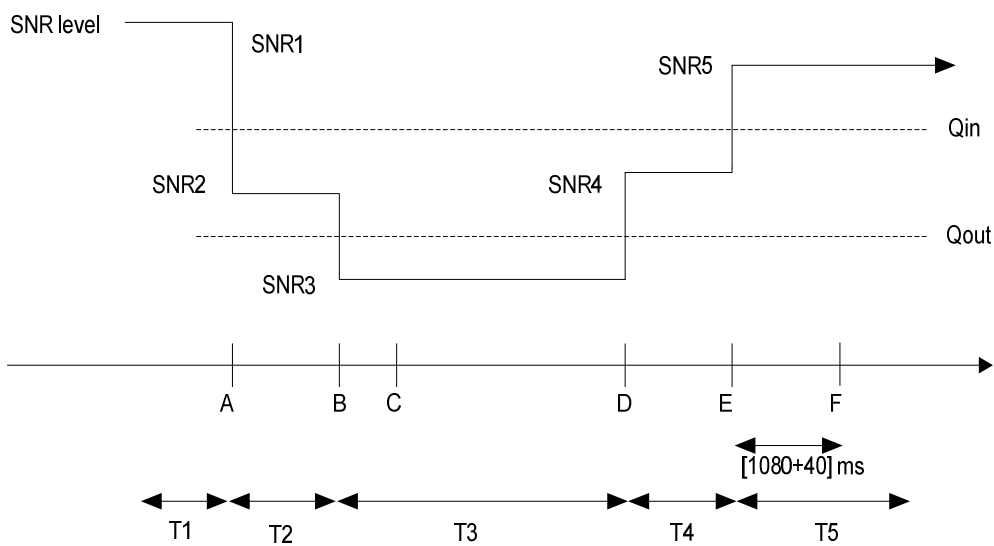 SNR level
SNR1
SNR5
Qin
SNR2
SNR4
Qout
SNR3
A B C D E F
[1080+40] ms
T1 T2 T3 T4 T5